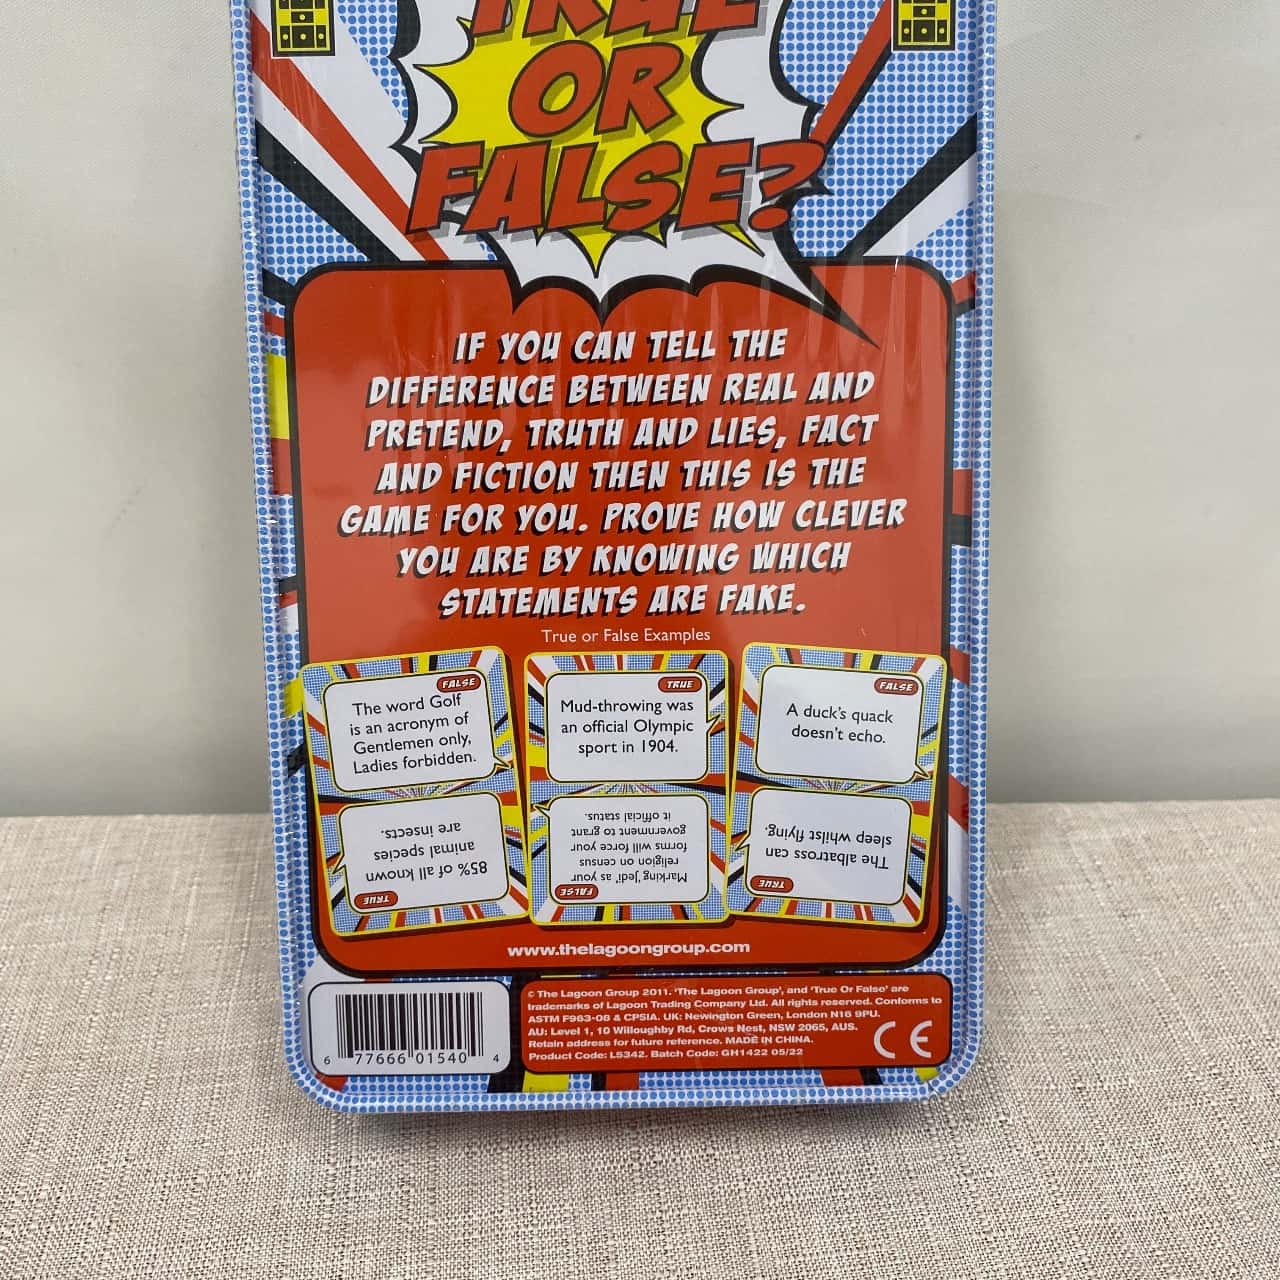 TRUE
OR
FALSE?
IF YOU CAN TELL THE
DIFFERENCE BETWEEN REAL AND
PRETEND, TRUTH AND LIES, FACT
AND FICTION THEN THIS IS THE
GAME FOR YOU. PROVE HOW CLEVER
YOU ARE BY KNOWING WHICH
STATEMENTS ARE FAKE.
True or False Examples
FALSE
The word Golf
is an acronym of
Gentlemen only,
Ladies forbidden.
TRUE
85% of all known
animal species
are insects.
TRUE
Mud-throwing was
an official Olympic
sport in 1904.
FALSE
Marking 'Jedi' as your
religion on census
forms will force your
government to grant
it official status.
FALSE
A duck's quack
doesn't echo.
TRUE
The albatross can
sleep whilst flying.
www.thelagoongroup.com
6 77666 01540 4
© The Lagoon Group 2011. 'The Lagoon Group', and 'True Or False' are
trademarks of Lagoon Trading Company Ltd. All rights reserved. Conforms to
ASTM F963-08 & CPSIA. UK: Newington Green, London N16 9PU.
AU: Level 1, 10 Willoughby Rd, Crows Nest, NSW 2065, AUS.
Retain address for future reference. MADE IN CHINA.
Product Code: L5342. Batch Code: GH1422 05/22
CE